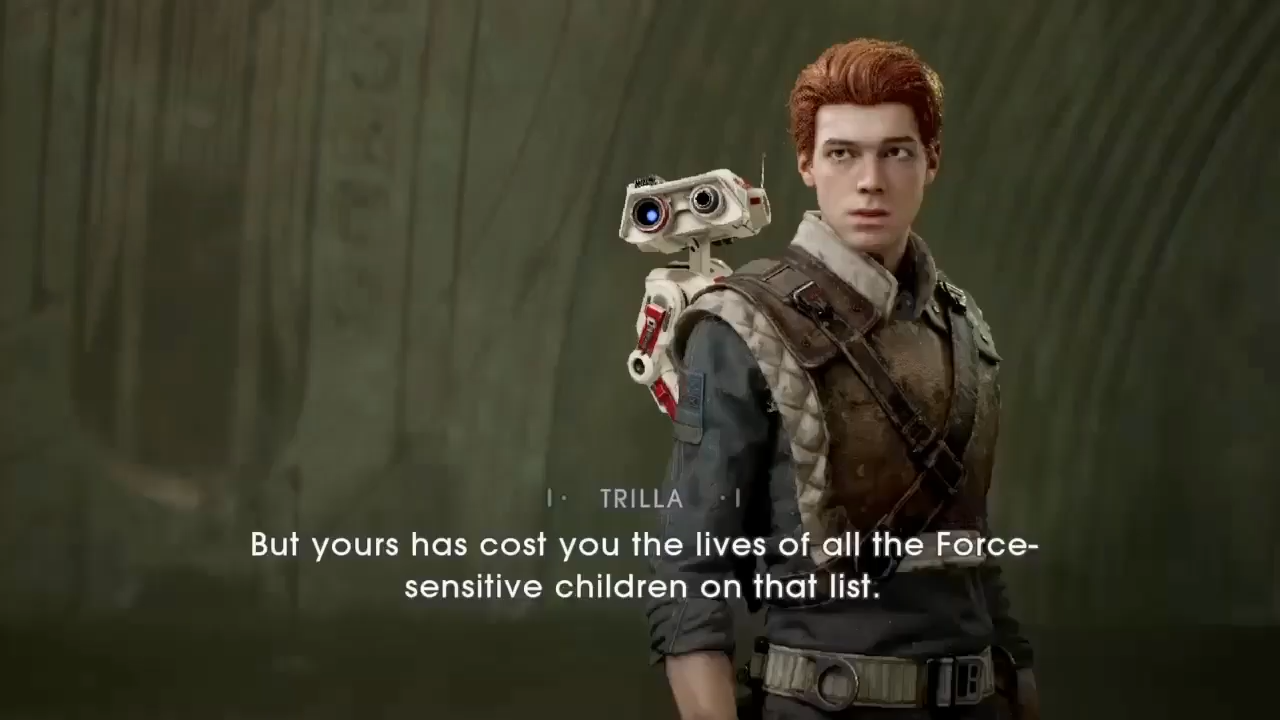 TRILLA
But yours has cost you the lives of all the Force-
sensitive children on that list.